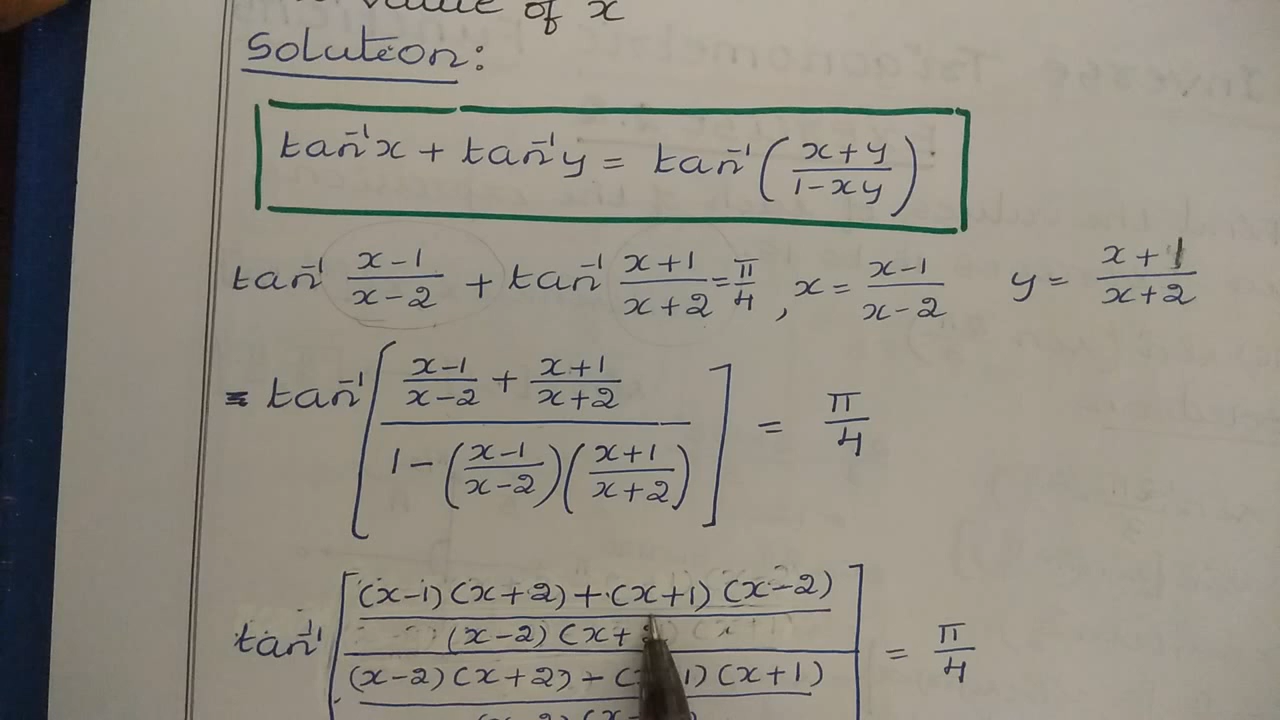 value of x
Solution:
tan⁻¹x + tan⁻¹y = tan⁻¹ ( (x+y)/(1-xy) ).
tan⁻¹ (x-1)/(x-2) + tan⁻¹ (x+1)/(x+2) = π/4 , x = (x-1)/(x-2) y = (x+1)/(x+2)
= tan⁻¹ [ ( (x-1)/(x-2) + (x+1)/(x+2) ) / ( 1 - ((x-1)/(x-2)) ((x+1)/(x+2)) ) ] = π/4
tan⁻¹ [ ( (x-1)(x+2) + (x+1)(x-2) ) / (x-2)(x+
(x-2)(x+2) - ( 1)(x+1) ] = π/4